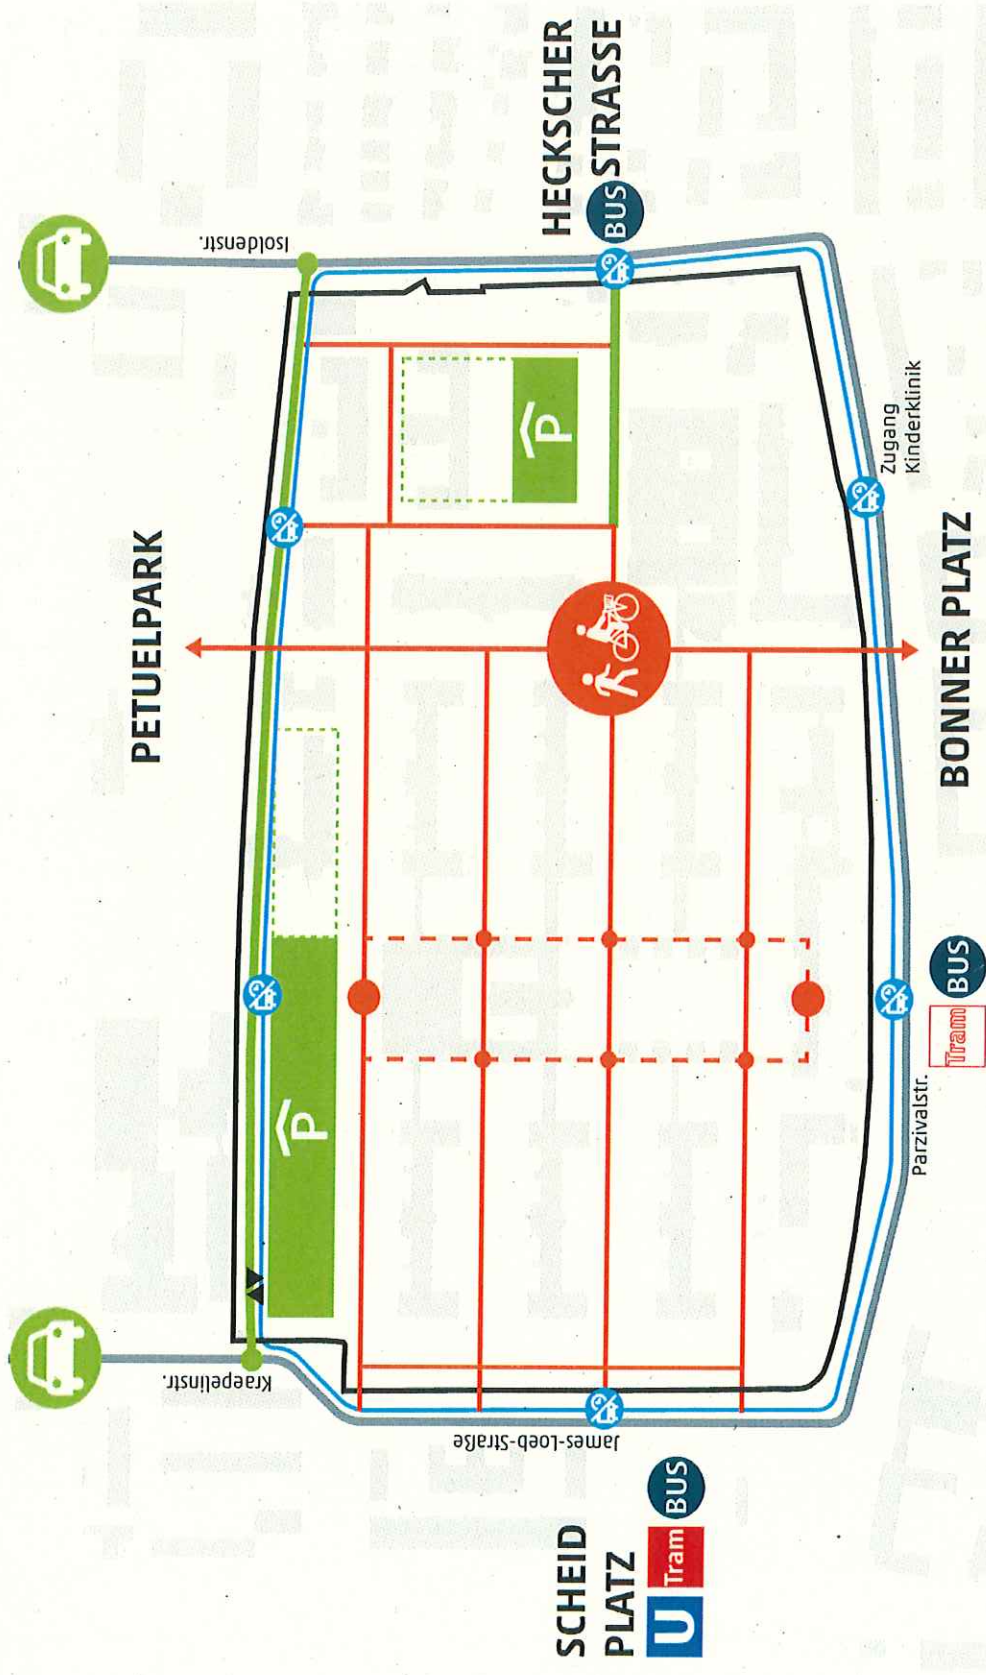 PETUELPARK
Isoldenstr.
HECKSCHER
STRASSE
BUS
P
P
Kraepelinstr.
James-Loeb-Straße
SCHEID
PLATZ
U
Tram
BUS
Parzivalstr.
Tram
BUS
Zugang
Kinderklinik
BONNER PLATZ